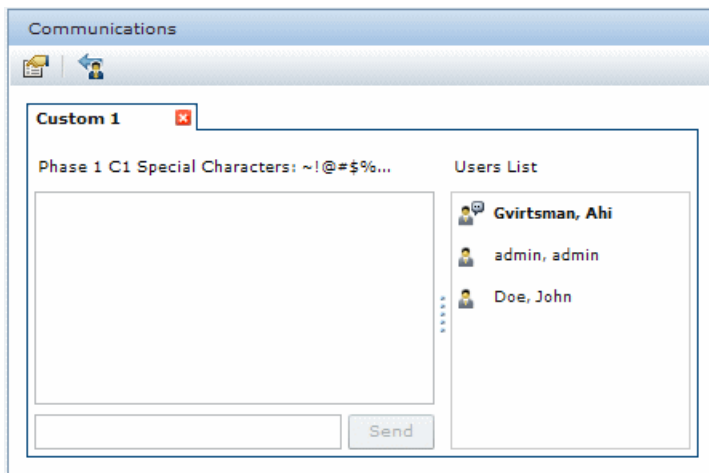 Communications
Custom 1
Phase 1 C1 Special Characters: ~!@#$%...
Users List
Gvirtsman, Ahi
admin, admin
Doe, John
Send